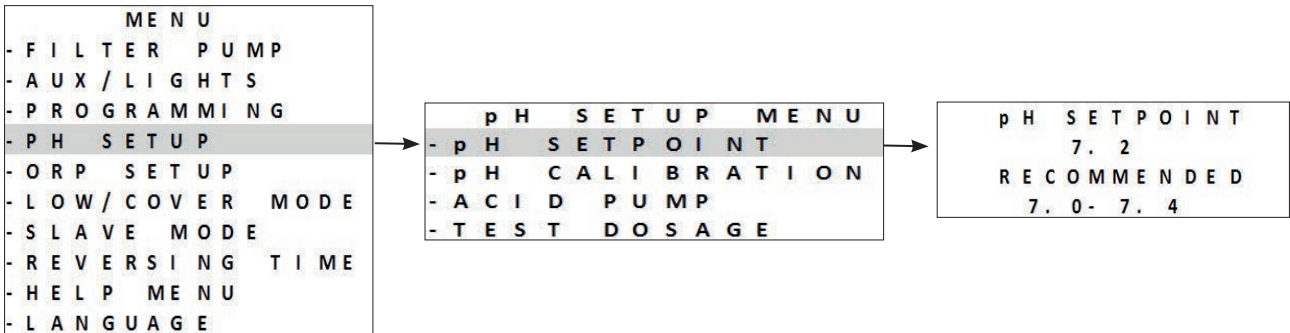 MENU
-FILTER PUMP
-AUX/LIGHTS
-PROGRAMMING
-PH SETUP
-ORP SETUP
-LOW/COVER MODE
-SLAVE MODE
-REVERSING TIME
-HELP MENU
-LANGUAGE
pH SETUP MENU
-pH SETPOINT
-pH CALIBRATION
-ACID PUMP
-TEST DOSAGE
pH SETPOINT
7.2
RECOMMENDED
7.0-7.4